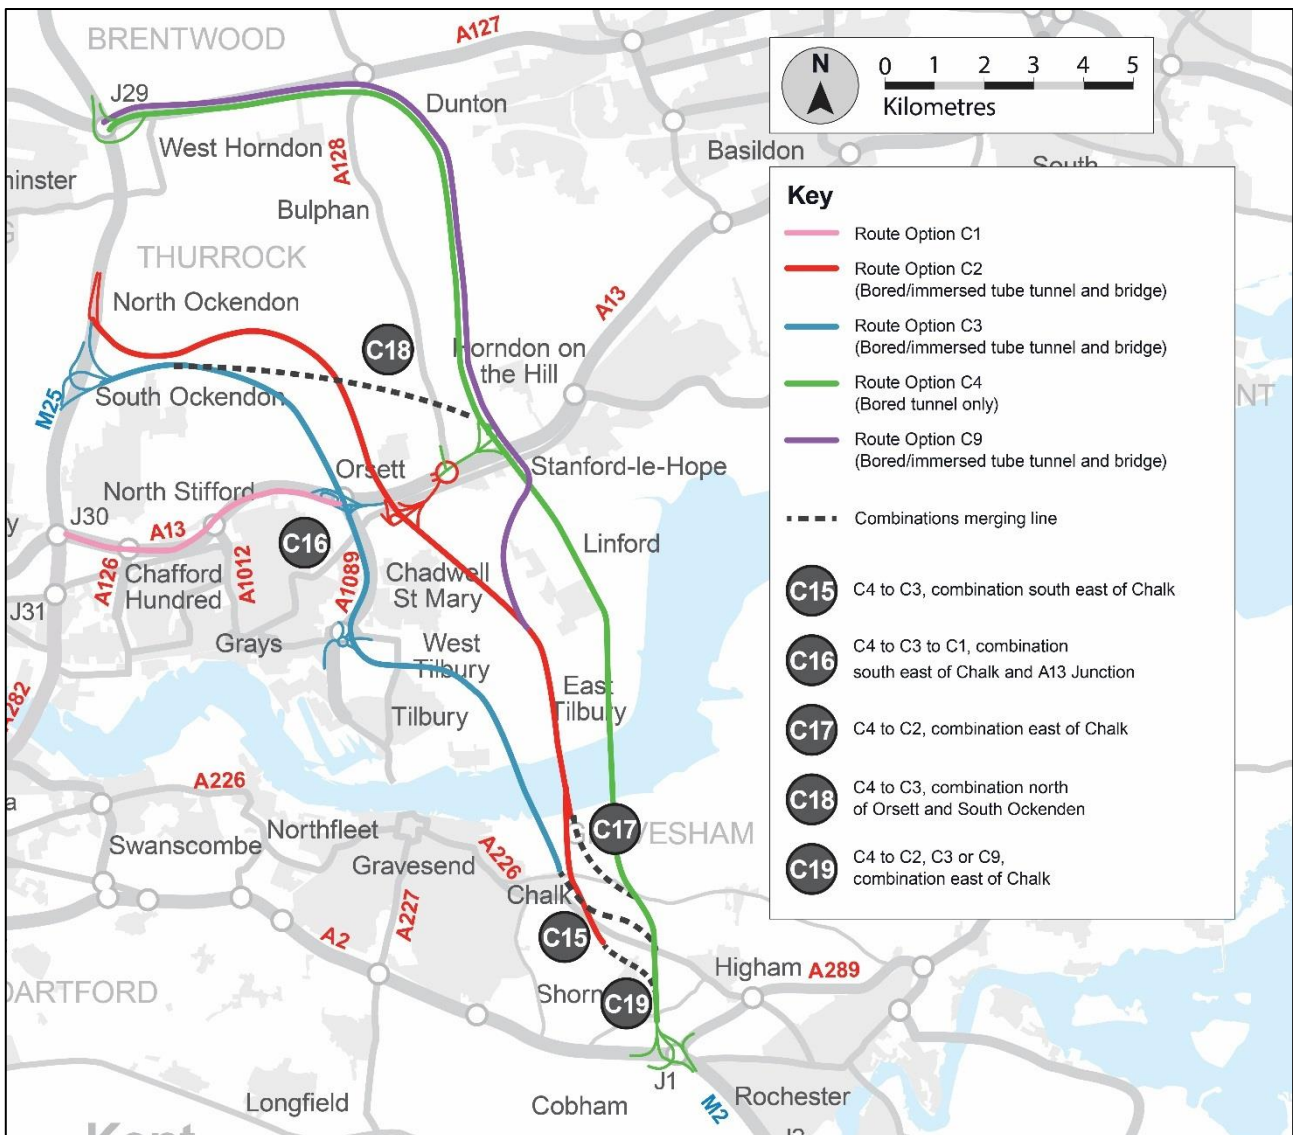 BRENTWOOD
A127
J29
Dunton
West Horndon
A128
Basildon
South
Bulphan
THURROCK
North Ockendon
A13
C18
Horndon on
the Hill
M25
South Ockendon
Orsett
Stanford-le-Hope
North Stifford
J30
A13
C16
Linford
A126
Chafford
Hundred
A1012
A1089
Chadwell
St Mary
J31
Grays
West
Tilbury
East
Tilbury
Tilbury
A226
C17
Northfleet
Swanscombe
Gravesend
A226
Chalk
A227
A2
C15
Higham
A289
C19
J1
Longfield
Cobham
Rochester
M2
Kent
N
0 1 2 3 4 5
Kilometres
Key
Route Option C1
Route Option C2
(Bored/immersed tube tunnel and bridge)
Route Option C3
(Bored/immersed tube tunnel and bridge)
Route Option C4
(Bored tunnel only)
Route Option C9
(Bored/immersed tube tunnel and bridge)
Combinations merging line
C15 C4 to C3, combination south east of Chalk
C16 C4 to C3 to C1, combination
south east of Chalk and A13 Junction
C17 C4 to C2, combination east of Chalk
C18 C4 to C3, combination north
of Orsett and South Ockenden
C19 C4 to C2, C3 or C9,
combination east of Chalk